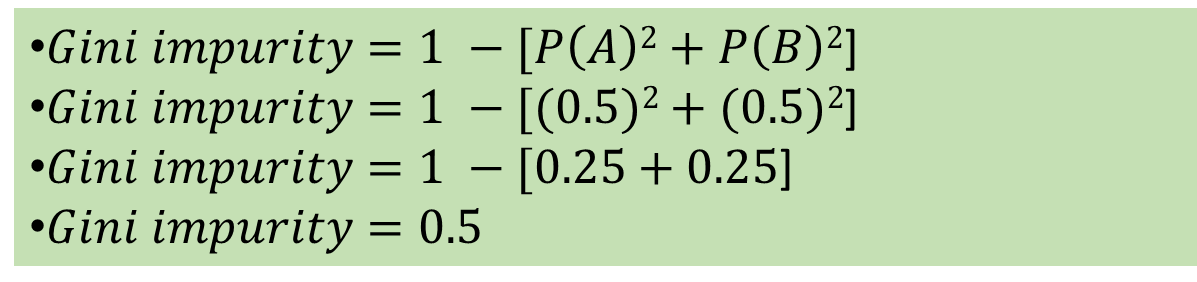 •Gini impurity = 1 − [P(A)² + P(B)²]
•Gini impurity = 1 − [(0.5)² + (0.5)²]
•Gini impurity = 1 − [0.25 + 0.25]
•Gini impurity = 0.5